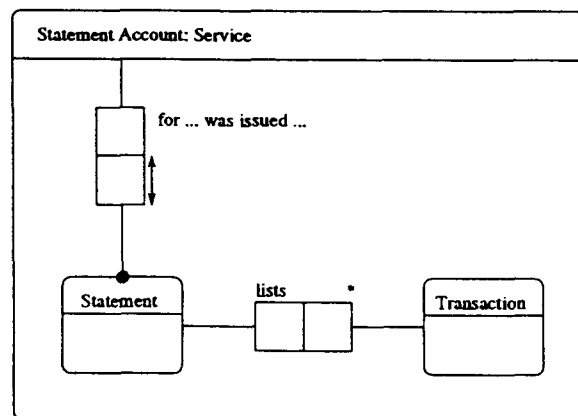 Statement Account: Service
for ... was issued ...
lists *
Statement
Transaction